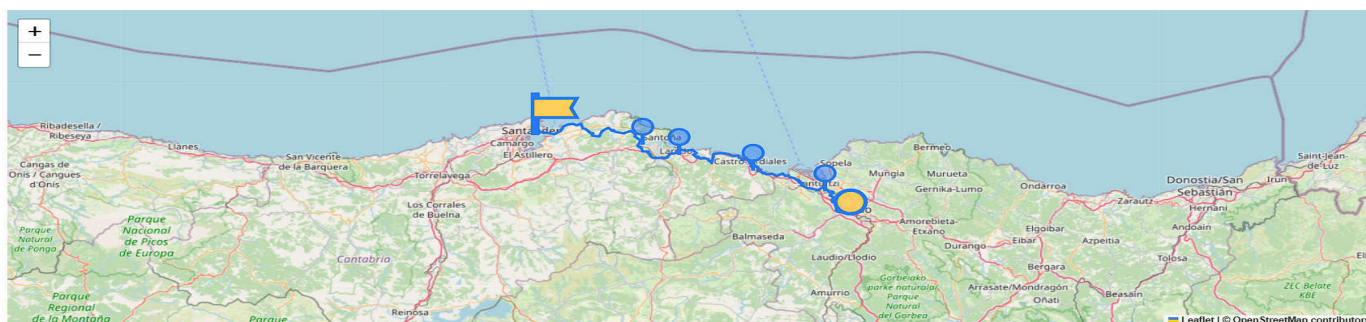 +
−
Ribadesella /
Ribeseya
Llanes
Cangas de
Onís / Cangues
d'Onís
San Vicente
de la Barquera
Torrelavega
Santander
Camargo
El Astillero
Santoña
Castro
Sopela
Bermeo
Mungia
Murueta
Gernika-Lumo
Ondárroa
Zarautz
Donostia/San
Sebastián
Hernani
Irun
Saint-Jean-
de-Luz
Parque
Natural
de Ponga
Parque
Nacional
de Picos
de Europa
Los Corrales
de Buelna
Cantabria
Balmaseda
Amorebieta-
Etxano
Durango
Eibar
Elgoibar
Azpeitia
Andoain
Tolosa
Bergara
Laudio/Llodio
Amurrio
Gorbeiako
parke naturala
Parque
Natural
del Gorbea
Arrasate/Mondragón
Oñati
Beasain
ZEC Belate
KBE
Parque
Regional
de la Montaña
Parque
Reinosa
Leaflet | © OpenStreetMap contributor